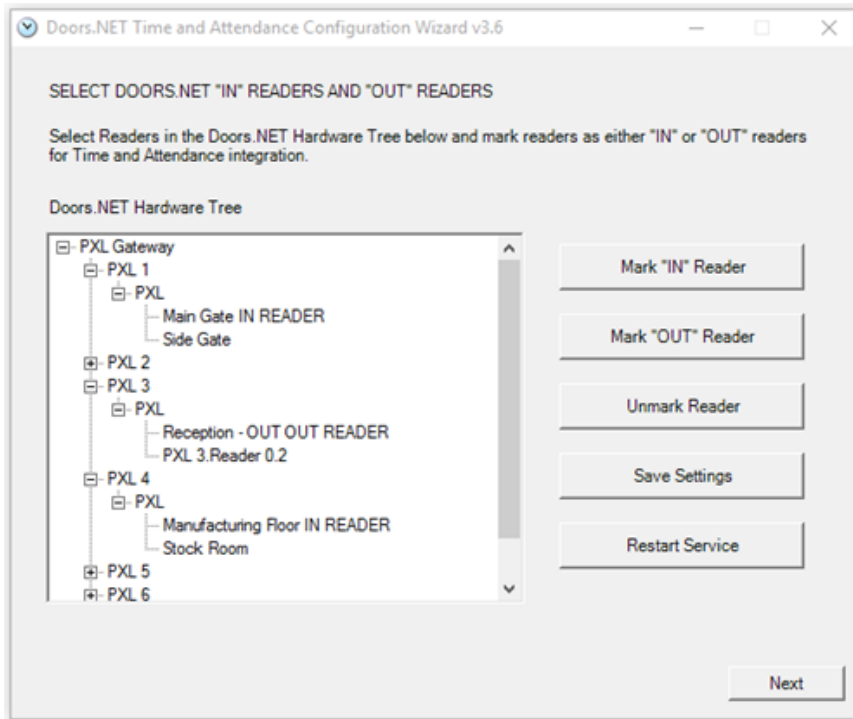 Doors.NET Time and Attendance Configuration Wizard v3.6
SELECT DOORS.NET "IN" READERS AND "OUT" READERS
Select Readers in the Doors.NET Hardware Tree below and mark readers as either "IN" or "OUT" readers
for Time and Attendance integration.
Doors.NET Hardware Tree
PXL Gateway
PXL 1
PXL
Main Gate IN READER
Side Gate
PXL 2
PXL 3
PXL
Reception - OUT OUT READER
PXL 3.Reader 0.2
PXL 4
PXL
Manufacturing Floor IN READER
Stock Room
PXL 5
PXL 6
Mark "IN" Reader
Mark "OUT" Reader
Unmark Reader
Save Settings
Restart Service
Next